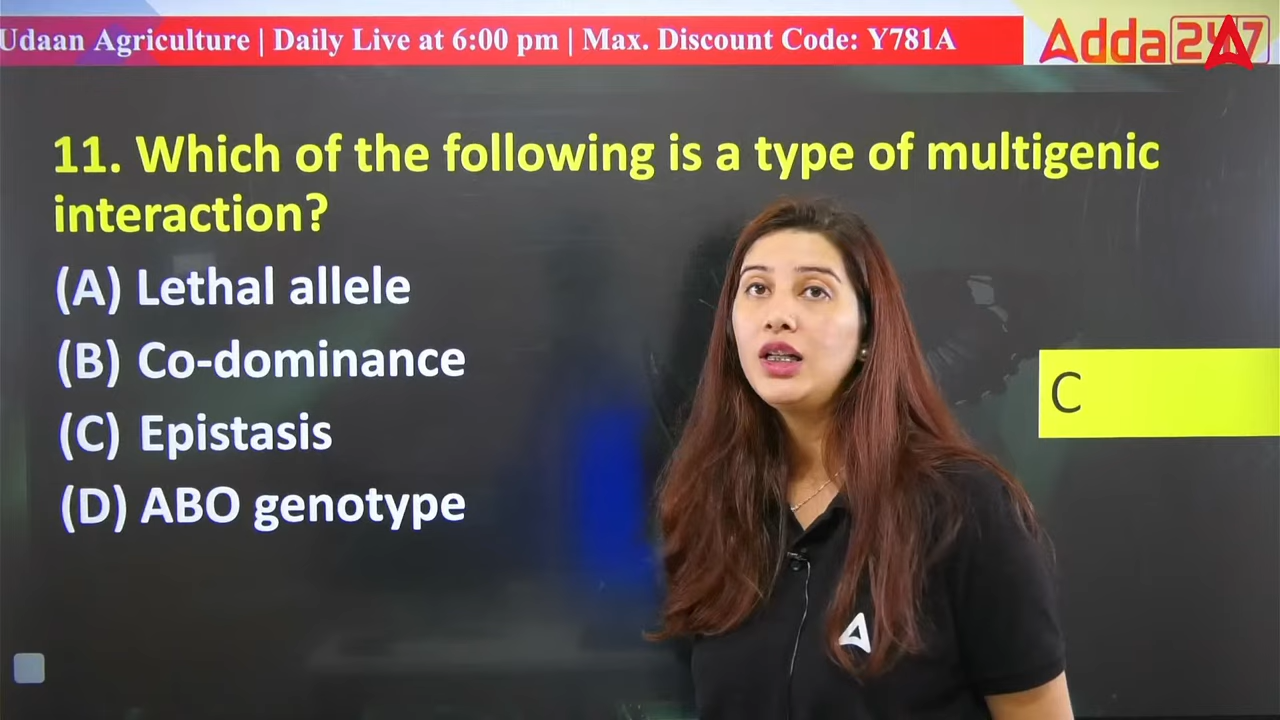 Udaan Agriculture | Daily Live at 6:00 pm | Max. Discount Code: Y781A
Adda247
11. Which of the following is a type of multigenic
interaction?
(A) Lethal allele
(B) Co-dominance
(C) Epistasis
(D) ABO genotype
C